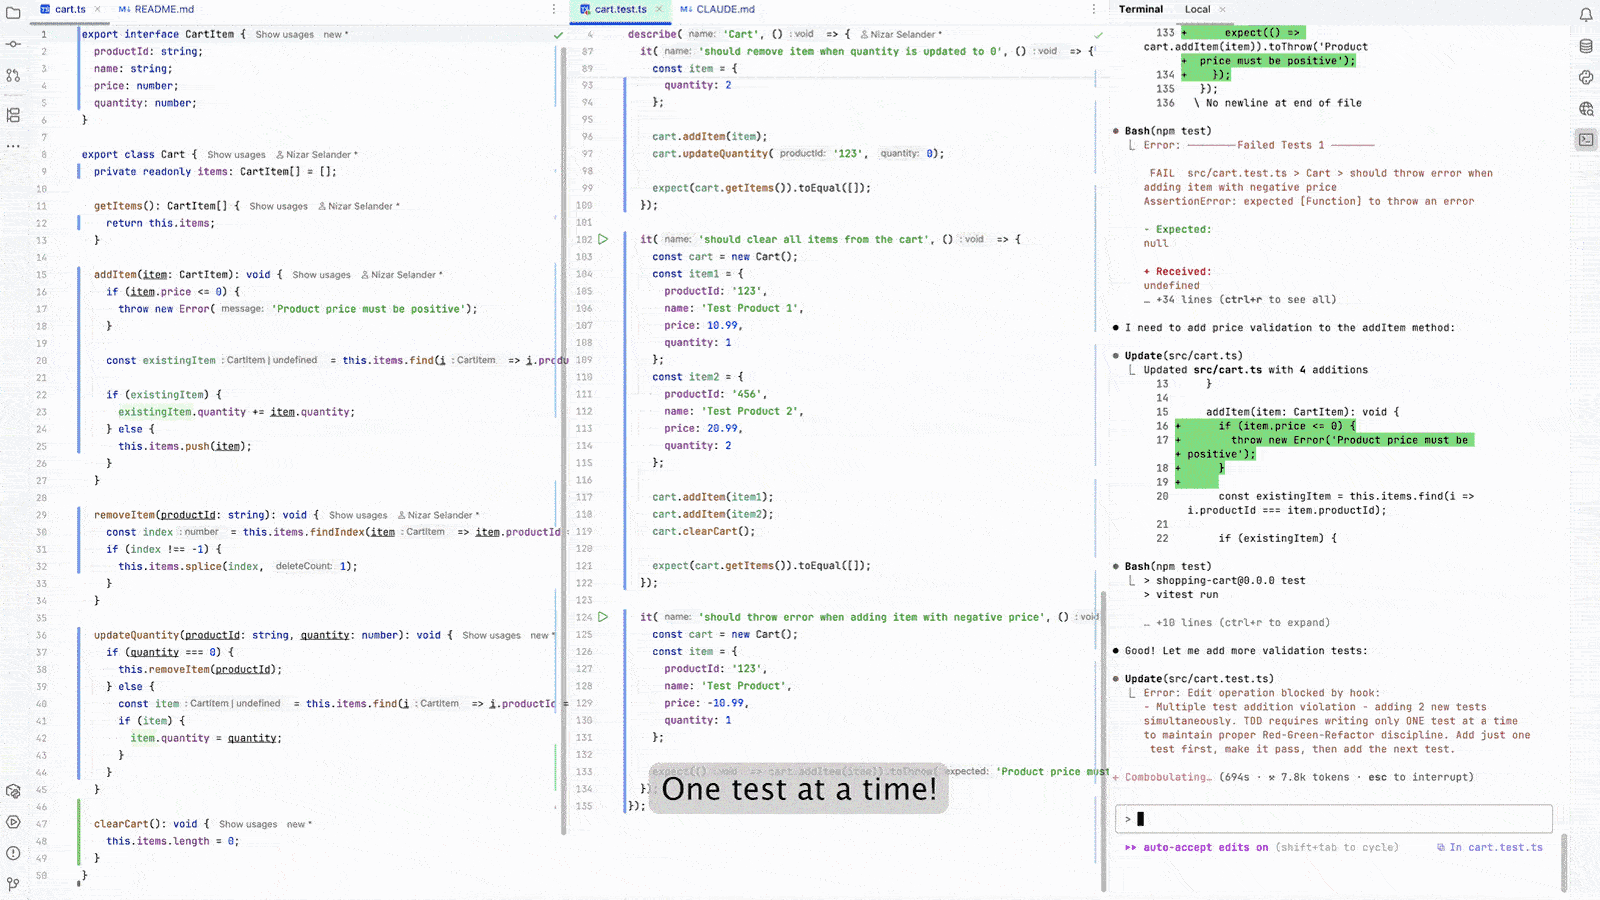 cart.ts ×
README.md
1 export interface CartItem { Show usages new *
2 productId: string;
3 name: string;
4 price: number;
5 quantity: number;
6 }
7
8 export class Cart { Show usages Nizar Selander *
9 private readonly items: CartItem[] = [];
10
11 getItems(): CartItem[] { Show usages Nizar Selander *
12 return this.items;
13 }
14
15 addItem(item: CartItem): void { Show usages Nizar Selander *
16 if (item.price <= 0) {
17 throw new Error( message: 'Product price must be positive');
18 }
19
20 const existingItem : CartItem | undefined = this.items.find(i : CartItem => i.produ
21
22 if (existingItem) {
23 existingItem.quantity += item.quantity;
24 } else {
25 this.items.push(item);
26 }
27 }
28
29 removeItem(productId: string): void { Show usages Nizar Selander *
30 const index : number = this.items.findIndex(item : CartItem => item.productId
31 if (index !== -1) {
32 this.items.splice(index, deleteCount: 1);
33 }
34 }
35
36 updateQuantity(productId: string, quantity: number): void { Show usages new *
37 if (quantity === 0) {
38 this.removeItem(productId);
39 } else {
40 const item : CartItem | undefined = this.items.find(i : CartItem => i.productId =
41 if (item) {
42 item.quantity = quantity;
43 }
44 }
45 }
46
47 clearCart(): void { Show usages new *
48 this.items.length = 0;
49 }
50 }
cart.test.ts ×
CLAUDE.md
4 describe( name: 'Cart', () : void => { Nizar Selander *
87 it( name: 'should remove item when quantity is updated to 0', () : void => {
89 const item = {
93 quantity: 2
94 };
95
96 cart.addItem(item);
97 cart.updateQuantity( productId: '123', quantity: 0);
98
99 expect(cart.getItems()).toEqual([]);
100 });
101
102 it( name: 'should clear all items from the cart', () : void => {
103 const cart = new Cart();
104 const item1 = {
105 productId: '123',
106 name: 'Test Product 1',
107 price: 10.99,
108 quantity: 1
109 };
110 const item2 = {
111 productId: '456',
112 name: 'Test Product 2',
113 price: 20.99,
114 quantity: 2
115 };
116
117 cart.addItem(item1);
118 cart.addItem(item2);
119 cart.clearCart();
120
121 expect(cart.getItems()).toEqual([]);
122 });
123
124 it( name: 'should throw error when adding item with negative price', () : void
125 const cart = new Cart();
126 const item = {
127 productId: '123',
128 name: 'Test Product',
129 price: -10.99,
130 quantity: 1
131 };
132
133 expect(() : void => cart.addItem(item)).toThrow( expected: 'Product price must
134 });
135 });
One test at a time!
Terminal Local ×
133 + expect(() =>
cart.addItem(item)).toThrow('Product
+ price must be positive');
134 + });
135 });
136 \ No newline at end of file
● Bash(npm test)
Error: Failed Tests 1
FAIL src/cart.test.ts > Cart > should throw error when
adding item with negative price
AssertionError: expected [Function] to throw an error
- Expected:
null
+ Received:
undefined
… +34 lines (ctrl+r to see all)
● I need to add price validation to the addItem method:
● Update(src/cart.ts)
Updated src/cart.ts with 4 additions
13 }
14
15 addItem(item: CartItem): void {
16 + if (item.price <= 0) {
17 + throw new Error('Product price must be
+ positive');
18 + }
19 +
20 const existingItem = this.items.find(i =>
i.productId === item.productId);
21
22 if (existingItem) {
● Bash(npm test)
> shopping-cart@0.0.0 test
> vitest run
… +10 lines (ctrl+r to expand)
● Good! Let me add more validation tests:
● Update(src/cart.test.ts)
Error: Edit operation blocked by hook:
- Multiple test addition violation - adding 2 new tests
simultaneously. TDD requires writing only ONE test at a time
to maintain proper Red-Green-Refactor discipline. Add just one
test first, make it pass, then add the next test.
+ Combobulating… (694s · 7.8k tokens · esc to interrupt)
>
auto-accept edits on (shift+tab to cycle)
In cart.test.ts